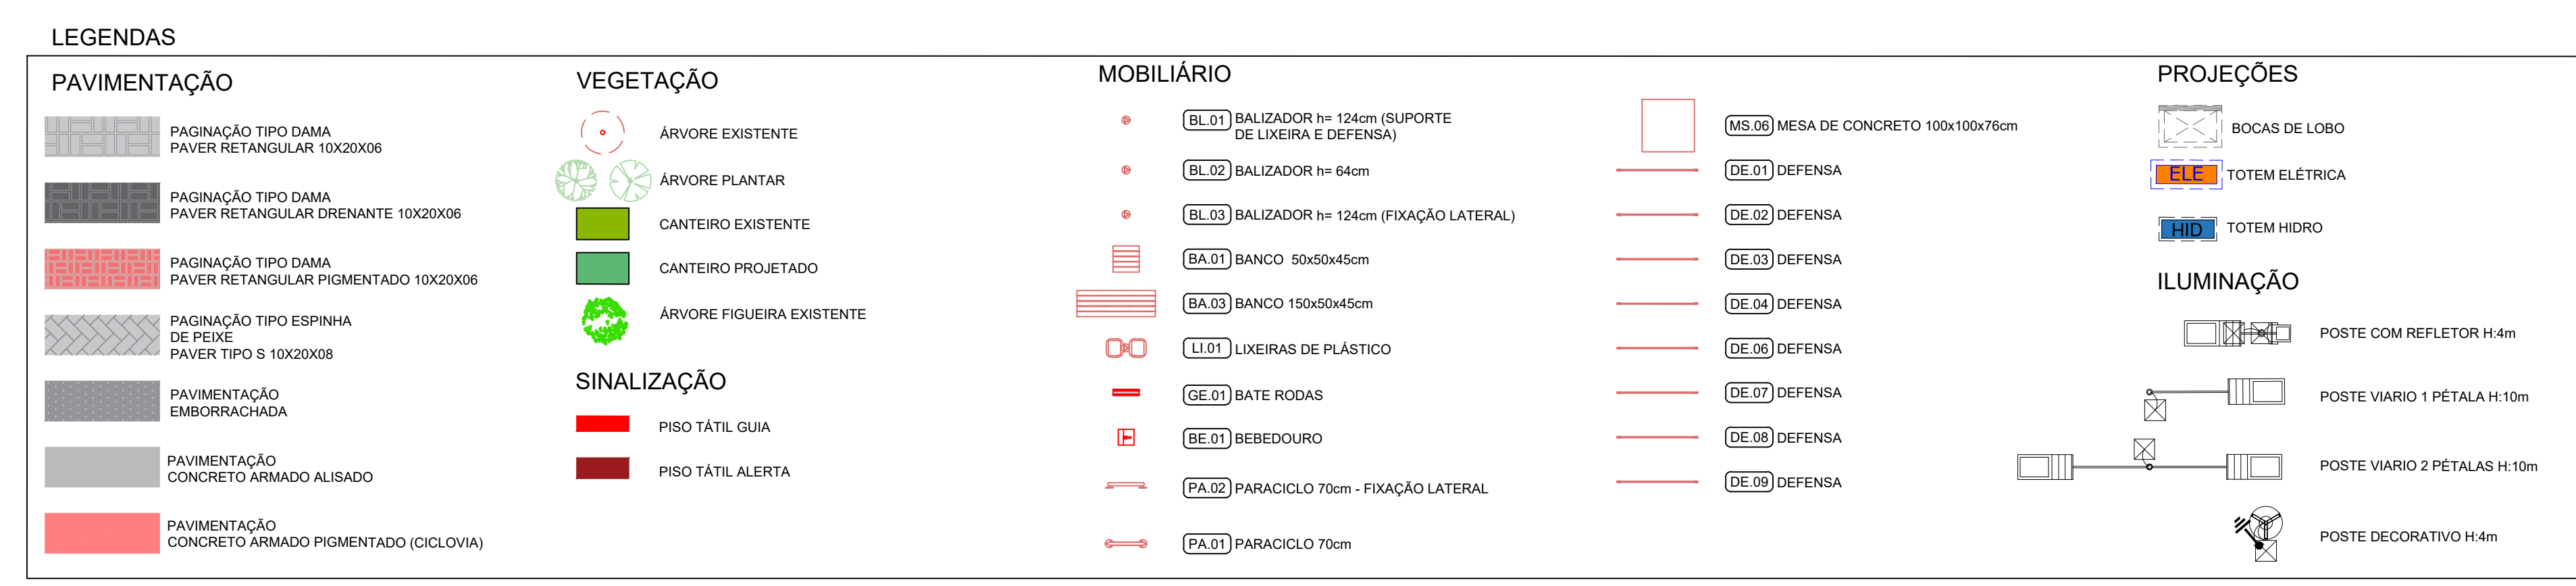 LEGENDAS
PAVIMENTAÇÃO
PAGINAÇÃO TIPO DAMA
PAVER RETANGULAR 10X20X06
PAGINAÇÃO TIPO DAMA
PAVER RETANGULAR DRENANTE 10X20X06
PAGINAÇÃO TIPO DAMA
PAVER RETANGULAR PIGMENTADO 10X20X06
PAGINAÇÃO TIPO ESPINHA
DE PEIXE
PAVER TIPO S 10X20X08
PAVIMENTAÇÃO
EMBORRACHADA
PAVIMENTAÇÃO
CONCRETO ARMADO ALISADO
PAVIMENTAÇÃO
CONCRETO ARMADO PIGMENTADO (CICLOVIA)
VEGETAÇÃO
ÁRVORE EXISTENTE
ÁRVORE PLANTAR
CANTEIRO EXISTENTE
CANTEIRO PROJETADO
ÁRVORE FIGUEIRA EXISTENTE
SINALIZAÇÃO
PISO TÁTIL GUIA
PISO TÁTIL ALERTA
MOBILIÁRIO
BL.01 BALIZADOR h= 124cm (SUPORTE
DE LIXEIRA E DEFENSA)
BL.02 BALIZADOR h= 64cm
BL.03 BALIZADOR h= 124cm (FIXAÇÃO LATERAL)
BA.01 BANCO 50x50x45cm
BA.03 BANCO 150x50x45cm
LI.01 LIXEIRAS DE PLÁSTICO
GE.01 BATE RODAS
BE.01 BEBEDOURO
PA.02 PARACICLO 70cm - FIXAÇÃO LATERAL
PA.01 PARACICLO 70cm
MS.06 MESA DE CONCRETO 100x100x76cm
DE.01 DEFENSA
DE.02 DEFENSA
DE.03 DEFENSA
DE.04 DEFENSA
DE.06 DEFENSA
DE.07 DEFENSA
DE.08 DEFENSA
DE.09 DEFENSA
PROJEÇÕES
BOCAS DE LOBO
ELE TOTEM ELÉTRICA
HID TOTEM HIDRO
ILUMINAÇÃO
POSTE COM REFLETOR H:4m
POSTE VIARIO 1 PÉTALA H:10m
POSTE VIARIO 2 PÉTALAS H:10m
POSTE DECORATIVO H:4m